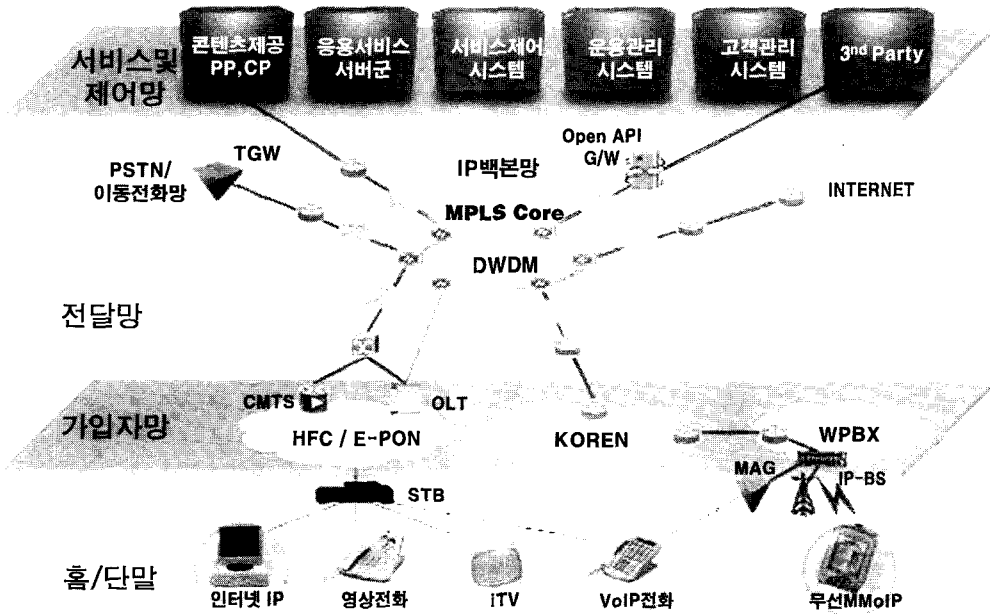 서비스및
제어망
콘텐츠제공
PP,CP
응용서비스
서버군
서비스제어
시스템
운용관리
시스템
고객관리
시스템
3nd Party
PSTN/
이동전화망
TGW
IP백본망
Open API
G/W
INTERNET
MPLS Core
DWDM
전달망
CMTS
OLT
가입자망
HFC / E-PON
KOREN
WPBX
MAG
IP-BS
STB
홈/단말
인터넷 IP
영상전화
iTV
VoIP전화
무선MMoIP